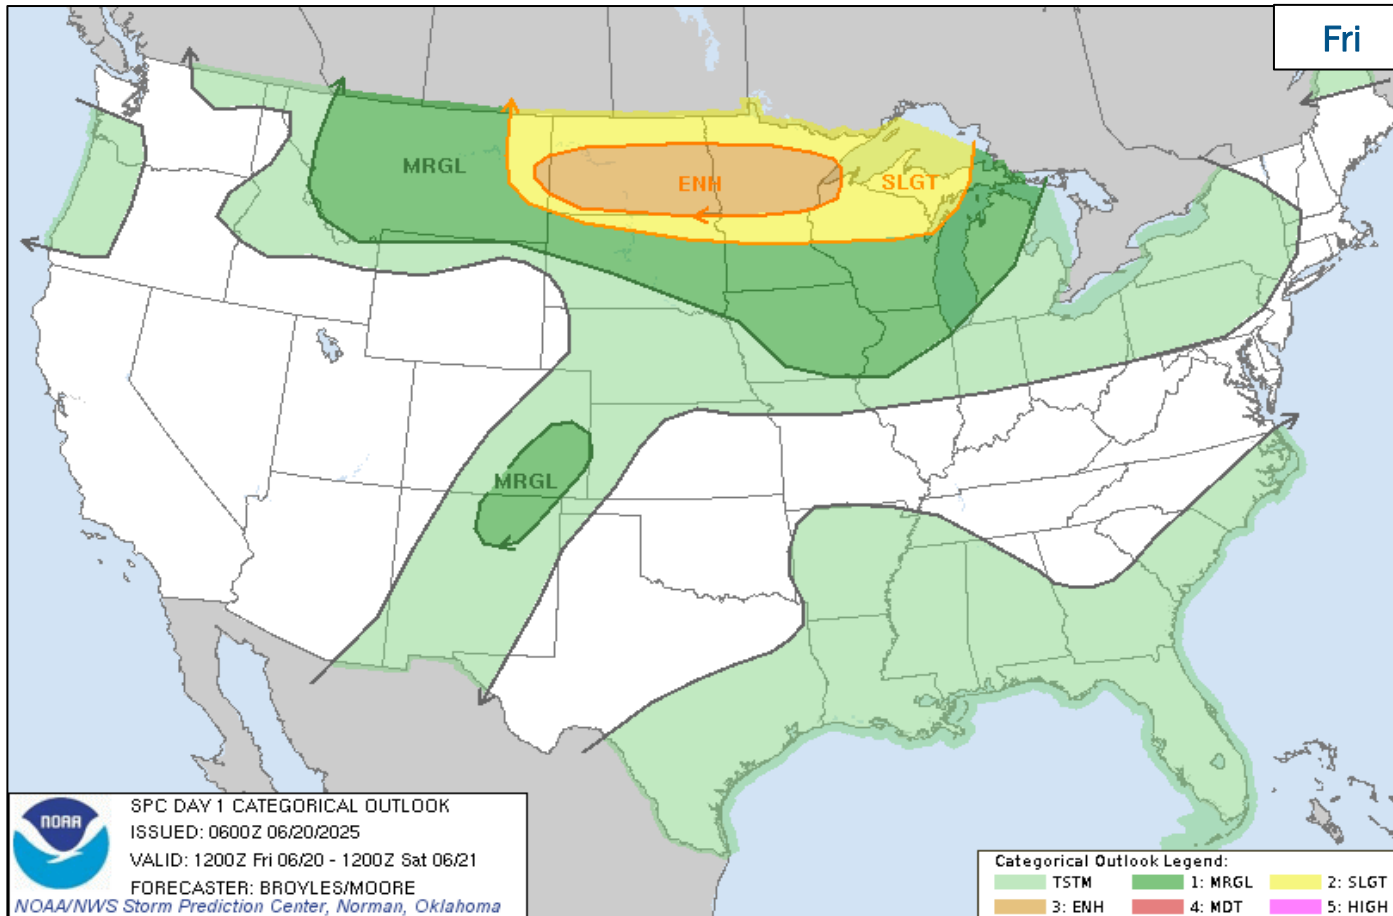 Fri
MRGL
ENH
SLGT
MRGL
NOAA
SPC DAY 1 CATEGORICAL OUTLOOK
ISSUED: 0600Z 06/20/2025
VALID: 1200Z Fri 06/20 - 1200Z Sat 06/21
FORECASTER: BROYLES/MOORE
NOAA/NWS Storm Prediction Center, Norman, Oklahoma
Categorical Outlook Legend:
TSTM 1: MRGL 2: SLGT
3: ENH 4: MDT 5: HIGH